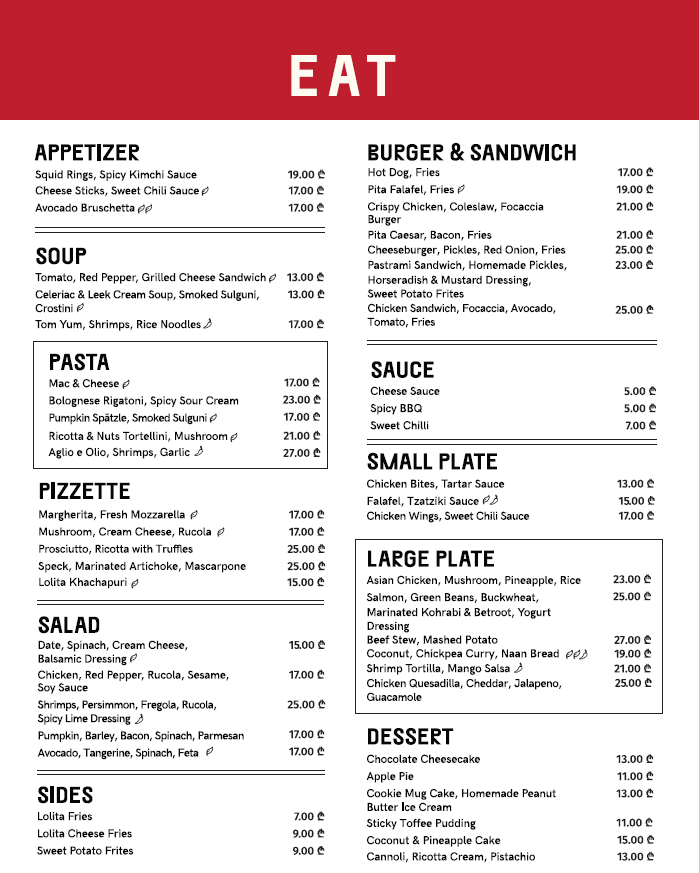 EAT
APPETIZER
Squid Rings, Spicy Kimchi Sauce 19.00 ₾
Cheese Sticks, Sweet Chili Sauce 17.00 ₾
Avocado Bruschetta 17.00 ₾
SOUP
Tomato, Red Pepper, Grilled Cheese Sandwich 13.00 ₾
Celeriac & Leek Cream Soup, Smoked Sulguni, 13.00 ₾
Crostini
Tom Yum, Shrimps, Rice Noodles 17.00 ₾
PASTA
Mac & Cheese 17.00 ₾
Bolognese Rigatoni, Spicy Sour Cream 23.00 ₾
Pumpkin Spätzle, Smoked Sulguni 17.00 ₾
Ricotta & Nuts Tortellini, Mushroom 21.00 ₾
Aglio e Olio, Shrimps, Garlic 27.00 ₾
PIZZETTE
Margherita, Fresh Mozzarella 17.00 ₾
Mushroom, Cream Cheese, Rucola 17.00 ₾
Prosciutto, Ricotta with Truffles 25.00 ₾
Speck, Marinated Artichoke, Mascarpone 25.00 ₾
Lolita Khachapuri 15.00 ₾
SALAD
Date, Spinach, Cream Cheese, 15.00 ₾
Balsamic Dressing
Chicken, Red Pepper, Rucola, Sesame, 17.00 ₾
Soy Sauce
Shrimps, Persimmon, Fregola, Rucola, 25.00 ₾
Spicy Lime Dressing
Pumpkin, Barley, Bacon, Spinach, Parmesan 17.00 ₾
Avocado, Tangerine, Spinach, Feta 17.00 ₾
SIDES
Lolita Fries 7.00 ₾
Lolita Cheese Fries 9.00 ₾
Sweet Potato Frites 9.00 ₾
BURGER & SANDWICH
Hot Dog, Fries 17.00 ₾
Pita Falafel, Fries 19.00 ₾
Crispy Chicken, Coleslaw, Focaccia 21.00 ₾
Burger
Pita Caesar, Bacon, Fries 21.00 ₾
Cheeseburger, Pickles, Red Onion, Fries 25.00 ₾
Pastrami Sandwich, Homemade Pickles, 23.00 ₾
Horseradish & Mustard Dressing,
Sweet Potato Frites
Chicken Sandwich, Focaccia, Avocado, 25.00 ₾
Tomato, Fries
SAUCE
Cheese Sauce 5.00 ₾
Spicy BBQ 5.00 ₾
Sweet Chilli 7.00 ₾
SMALL PLATE
Chicken Bites, Tartar Sauce 13.00 ₾
Falafel, Tzatziki Sauce 15.00 ₾
Chicken Wings, Sweet Chili Sauce 17.00 ₾
LARGE PLATE
Asian Chicken, Mushroom, Pineapple, Rice 23.00 ₾
Salmon, Green Beans, Buckwheat, 25.00 ₾
Marinated Kohrabi & Betroot, Yogurt
Dressing
Beef Stew, Mashed Potato 27.00 ₾
Coconut, Chickpea Curry, Naan Bread 19.00 ₾
Shrimp Tortilla, Mango Salsa 21.00 ₾
Chicken Quesadilla, Cheddar, Jalapeno, 25.00 ₾
Guacamole
DESSERT
Chocolate Cheesecake 13.00 ₾
Apple Pie 11.00 ₾
Cookie Mug Cake, Homemade Peanut 13.00 ₾
Butter Ice Cream
Sticky Toffee Pudding 11.00 ₾
Coconut & Pineapple Cake 15.00 ₾
Cannoli, Ricotta Cream, Pistachio 13.00 ₾